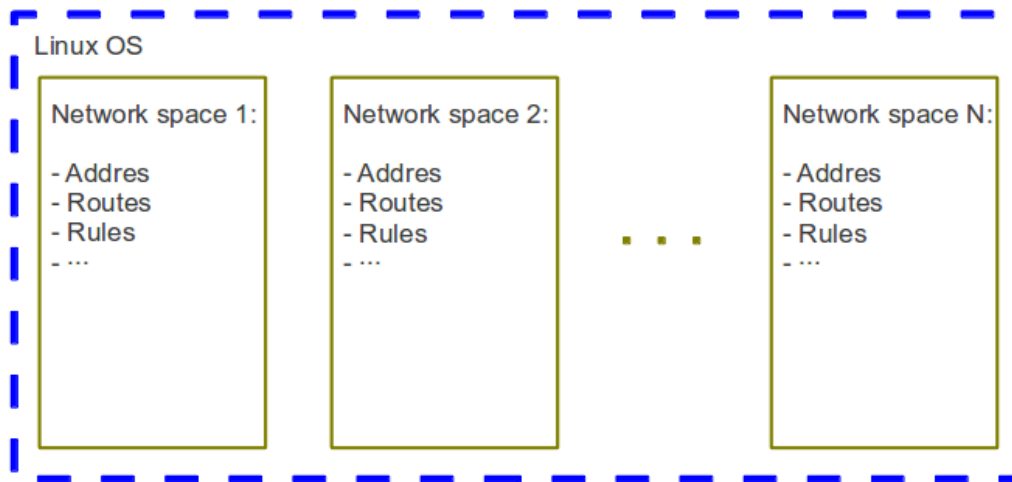 Linux OS
Network space 1:
- Addres
- Routes
- Rules
- ...
Network space 2:
- Addres
- Routes
- Rules
- ...
. . .
Network space N:
- Addres
- Routes
- Rules
- ...